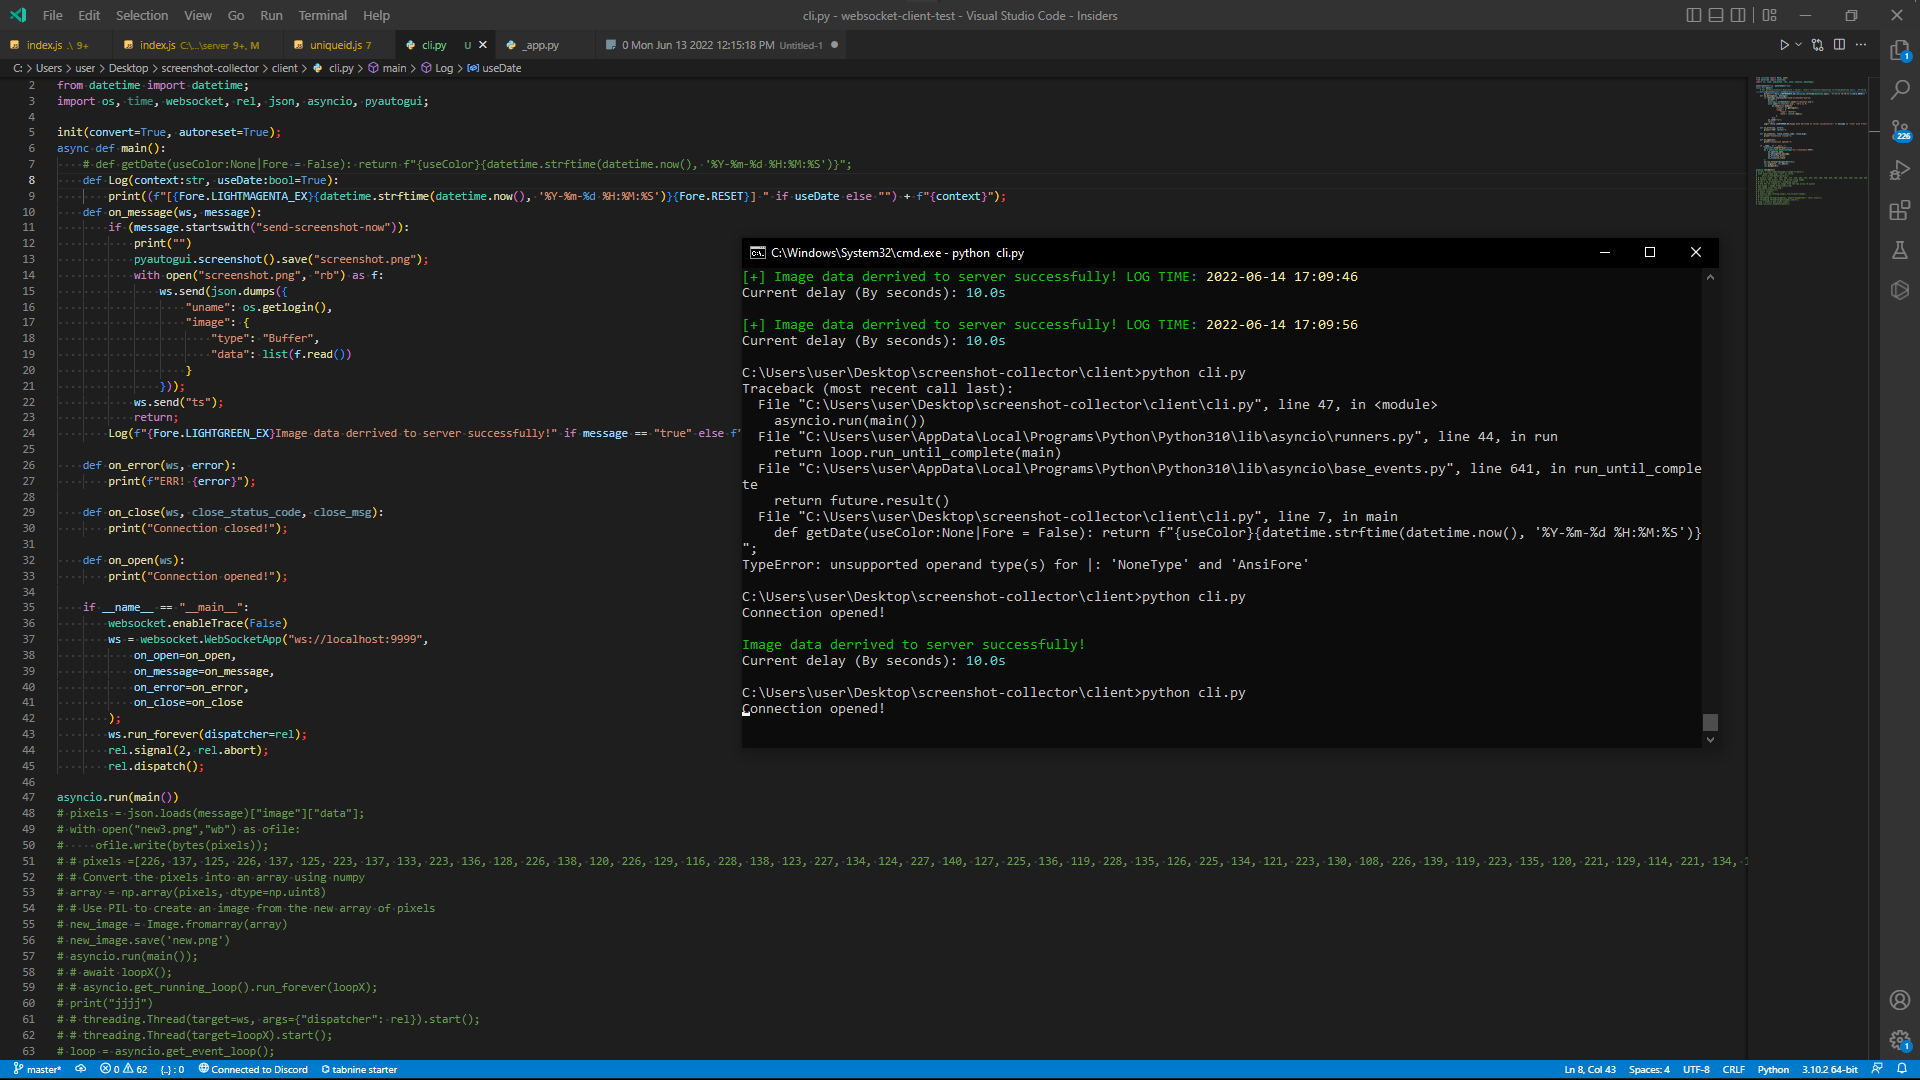 File Edit Selection View Go Run Terminal Help
cli.py - websocket-client-test - Visual Studio Code - Insiders
index.js .\ 9+
index.js C:\...\server 9+, M
uniqueid.js 7
cli.py U
_app.py
0 Mon Jun 13 2022 12:15:18 PM Untitled-1
C: > Users > user > Desktop > screenshot-collector > client > cli.py > main > Log > useDate
2 from datetime import datetime;
3 import os, time, websocket, rel, json, asyncio, pyautogui;
4
5 init(convert=True, autoreset=True);
6 async def main():
7 # def getDate(useColor:None|Fore = False): return f"{useColor}{datetime.strftime(datetime.now(), '%Y-%m-%d %H:%M:%S')}";
8 def Log(context:str, useDate:bool=True):
9 print((f"[{Fore.LIGHTMAGENTA_EX}{datetime.strftime(datetime.now(), '%Y-%m-%d %H:%M:%S')}{Fore.RESET}] " if useDate else "") + f"{context}");
10 def on_message(ws, message):
11 if (message.startswith("send-screenshot-now")):
12 print("")
13 pyautogui.screenshot().save("screenshot.png");
14 with open("screenshot.png", "rb") as f:
15 ws.send(json.dumps({
16 "uname": os.getlogin(),
17 "image": {
18 "type": "Buffer",
19 "data": list(f.read())
20 }
21 }));
22 ws.send("ts");
23 return;
24 Log(f"{Fore.LIGHTGREEN_EX}Image data derrived to server successfully!" if message == "true" else f"
25
26 def on_error(ws, error):
27 print(f"ERR! {error}");
28
29 def on_close(ws, close_status_code, close_msg):
30 print("Connection closed!");
31
32 def on_open(ws):
33 print("Connection opened!");
34
35 if __name__ == "__main__":
36 websocket.enableTrace(False)
37 ws = websocket.WebSocketApp("ws://localhost:9999",
38 on_open=on_open,
39 on_message=on_message,
40 on_error=on_error,
41 on_close=on_close
42 );
43 ws.run_forever(dispatcher=rel);
44 rel.signal(2, rel.abort);
45 rel.dispatch();
46
47 asyncio.run(main())
48 # pixels = json.loads(message)["image"]["data"];
49 # with open("new3.png","wb") as ofile:
50 # ofile.write(bytes(pixels));
51 # # pixels =[226, 137, 125, 226, 137, 125, 223, 137, 133, 223, 136, 128, 226, 138, 120, 226, 129, 116, 228, 138, 123, 227, 134, 124, 227, 140, 127, 225, 136, 119, 228, 135, 126, 225, 134, 121, 223, 130, 108, 226, 139, 119, 223, 135, 120, 221, 129, 114, 221, 134,
52 # # Convert the pixels into an array using numpy
53 # array = np.array(pixels, dtype=np.uint8)
54 # # Use PIL to create an image from the new array of pixels
55 # new_image = Image.fromarray(array)
56 # new_image.save('new.png')
57 # asyncio.run(main());
58 # # await loopX();
59 # # asyncio.get_running_loop().run_forever(loopX);
60 # print("jjjj")
61 # # threading.Thread(target=ws, args={"dispatcher": rel}).start();
62 # # threading.Thread(target=loopX).start();
63 # loop = asyncio.get_event_loop();
C:\Windows\System32\cmd.exe - python cli.py
[+] Image data derrived to server successfully! LOG TIME: 2022-06-14 17:09:46
Current delay (By seconds): 10.0s
[+] Image data derrived to server successfully! LOG TIME: 2022-06-14 17:09:56
Current delay (By seconds): 10.0s
C:\Users\user\Desktop\screenshot-collector\client>python cli.py
Traceback (most recent call last):
File "C:\Users\user\Desktop\screenshot-collector\client\cli.py", line 47, in <module>
asyncio.run(main())
File "C:\Users\user\AppData\Local\Programs\Python\Python310\lib\asyncio\runners.py", line 44, in run
return loop.run_until_complete(main)
File "C:\Users\user\AppData\Local\Programs\Python\Python310\lib\asyncio\base_events.py", line 641, in run_until_comple
te
return future.result()
File "C:\Users\user\Desktop\screenshot-collector\client\cli.py", line 7, in main
def getDate(useColor:None|Fore = False): return f"{useColor}{datetime.strftime(datetime.now(), '%Y-%m-%d %H:%M:%S')}
";
TypeError: unsupported operand type(s) for |: 'NoneType' and 'AnsiFore'
C:\Users\user\Desktop\screenshot-collector\client>python cli.py
Connection opened!
Image data derrived to server successfully!
Current delay (By seconds): 10.0s
C:\Users\user\Desktop\screenshot-collector\client>python cli.py
Connection opened!
1
226
1
master* 0 62 {..} : 0 Connected to Discord tabnine starter
Ln 8, Col 43 Spaces: 4 UTF-8 CRLF Python 3.10.2 64-bit